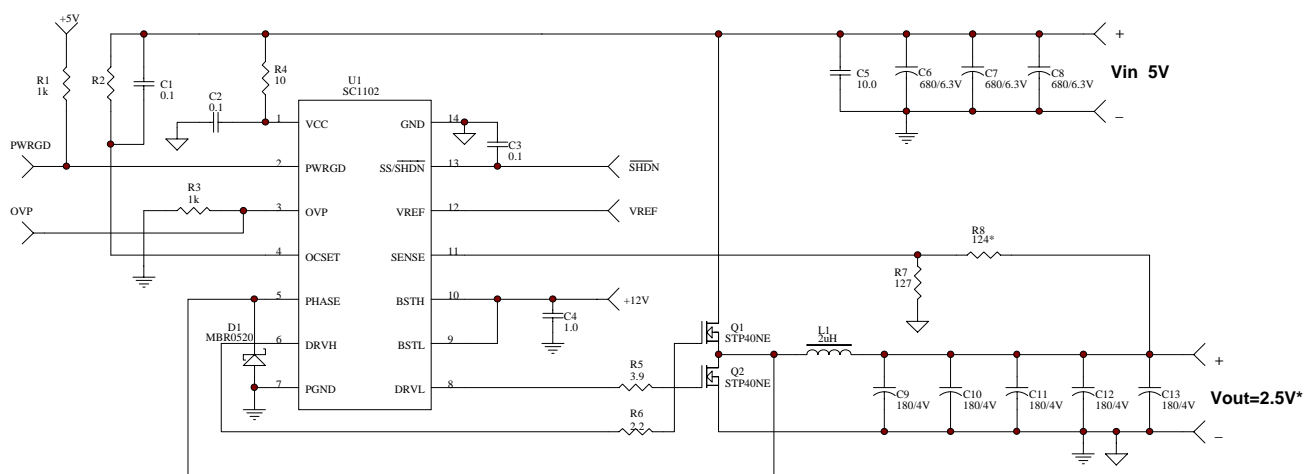 +5V
R1
1k
R2
C1
0.1
R4
10
C2
0.1
U1
SC1102
1
VCC
GND
14
C3
0.1
PWRGD
2
PWRGD
SS/SHDN
13
SHDN
R3
1k
OVP
3
OVP
VREF
12
VREF
4
OCSET
SENSE
11
R8
124*
R7
127
5
PHASE
BSTH
10
+12V
C4
1.0
D1
MBR0520
6
DRVH
BSTL
9
7
PGND
DRVL
8
R5
3.9
R6
2.2
Q1
STP40NE
Q2
STP40NE
L1
2uH
C5
10.0
C6
680/6.3V
C7
680/6.3V
C8
680/6.3V
+
Vin 5V
_
C9
180/4V
C10
180/4V
C11
180/4V
C12
180/4V
C13
180/4V
+
Vout=2.5V*
_